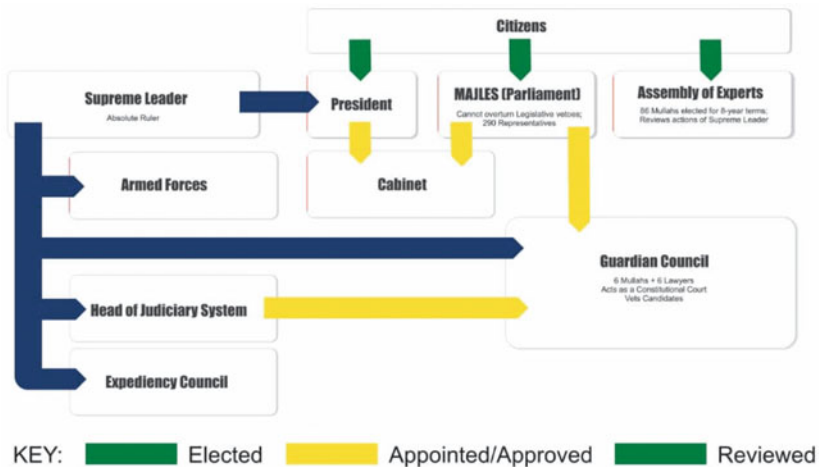 Citizens
Supreme Leader
Absolute Ruler
President
MAJLES (Parliament)
Cannot overturn Legislative vetoes;
290 Representatives
Assembly of Experts
86 Mullahs elected for 8-year terms;
Reviews actions of Supreme Leader
Armed Forces
Cabinet
Guardian Council
6 Mullahs + 6 Lawyers
Acts as a Constitutional Court
Vets Candidates
Head of Judiciary System
Expediency Council
KEY: Elected Appointed/Approved Reviewed